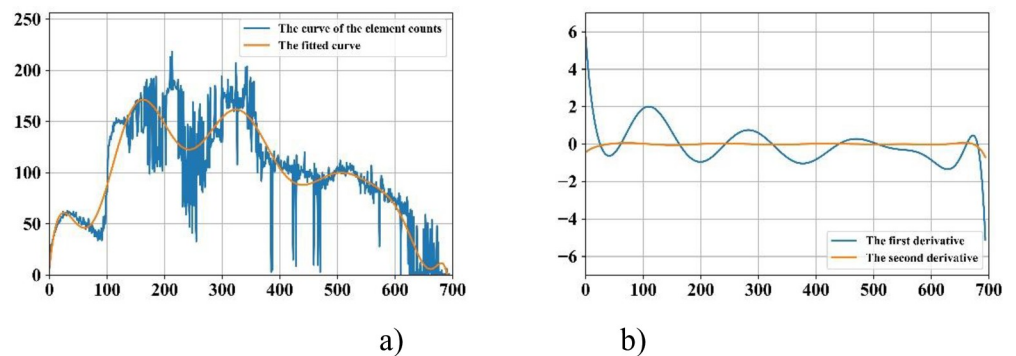 250
200
150
100
50
0
0 100 200 300 400 500 600 700
The curve of the element counts
The fitted curve
a)
6
4
2
0
−2
−4
−6
0 100 200 300 400 500 600 700
The first derivative
The second derivative
b)